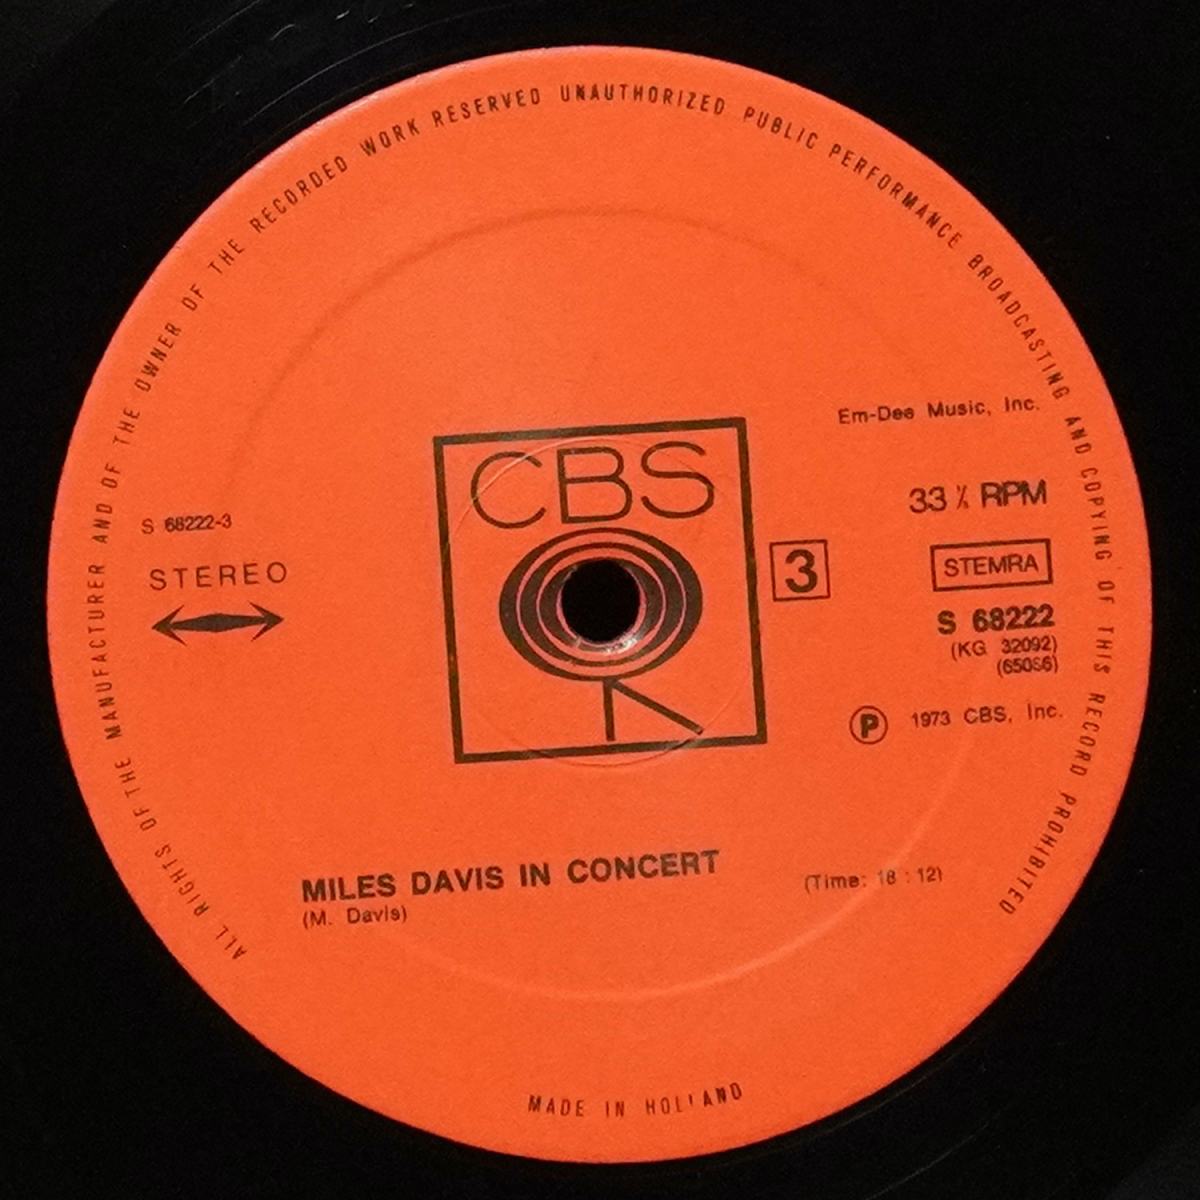 ALL RIGHTS OF THE MANUFACTURER AND OF THE OWNER OF THE RECORDED WORK RESERVED UNAUTHORIZED PUBLIC PERFORMANCE BROADCASTING AND COPYING OF THIS RECORD PROHIBITED
Em-Dee Music, Inc.
CBS
33 ⅓ RPM
S 68222-3
STEREO
3
STEMRA
S 68222
(KG 32092)
(65086)
Ⓟ 1973 CBS, Inc.
MILES DAVIS IN CONCERT
(Time: 18 : 12)
(M. Davis)
MADE IN HOLLAND